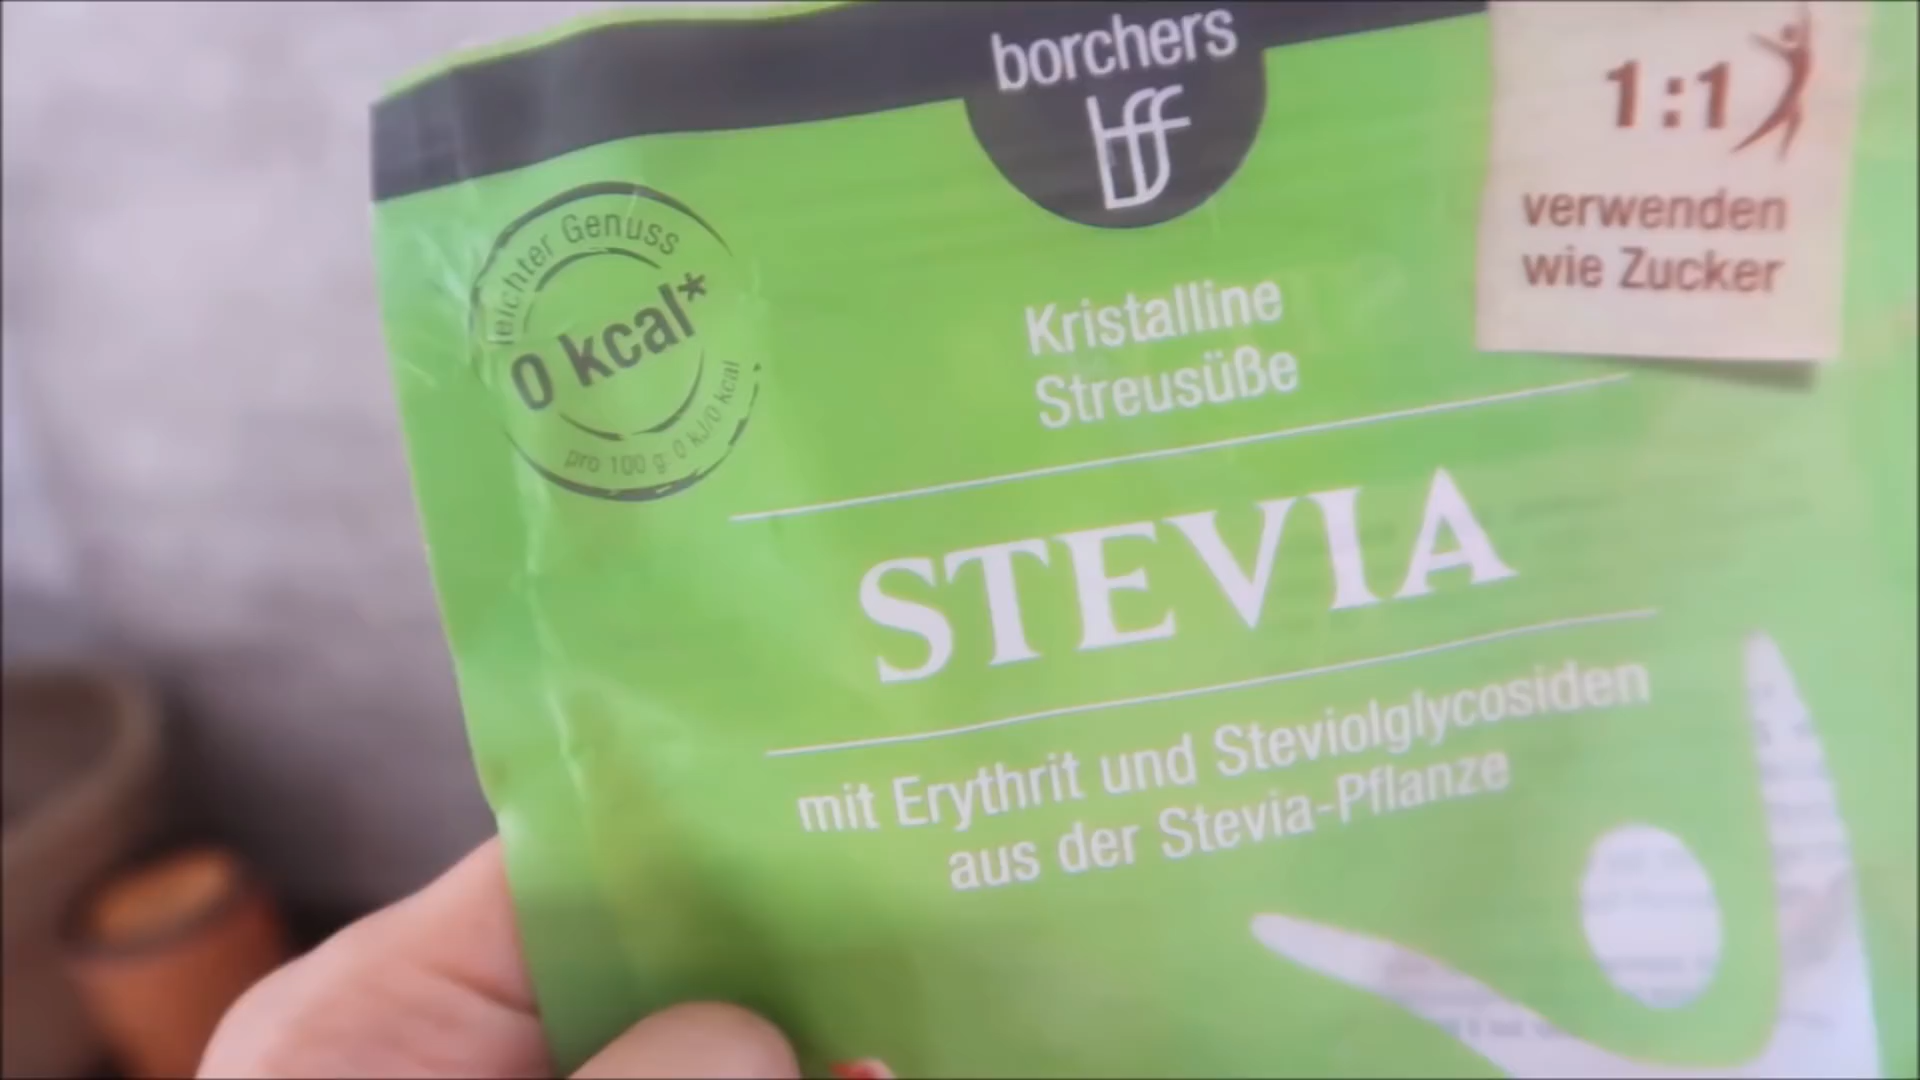 borchers
bff
1:1
verwenden
wie Zucker
leichter Genuss
0 kcal*
pro 100 g: 0 kJ/0 kcal
Kristalline
Streusüße
STEVIA
mit Erythrit und Steviolglycosiden
aus der Stevia-Pflanze